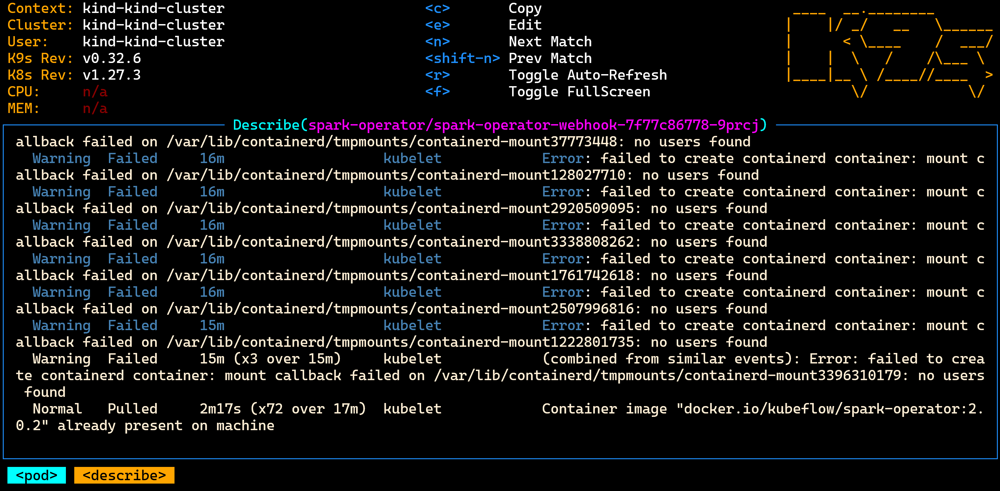 Context: kind-kind-cluster <c> Copy
Cluster: kind-kind-cluster <e> Edit
User: kind-kind-cluster <n> Next Match
K9s Rev: v0.32.6 <shift-n> Prev Match
K8s Rev: v1.27.3 <r> Toggle Auto-Refresh
CPU: n/a <f> Toggle FullScreen
MEM: n/a
Describe(spark-operator/spark-operator-webhook-7f77c86778-9prcj)
allback failed on /var/lib/containerd/tmpmounts/containerd-mount37773448: no users found
Warning Failed 16m kubelet Error: failed to create containerd container: mount c
allback failed on /var/lib/containerd/tmpmounts/containerd-mount128027710: no users found
Warning Failed 16m kubelet Error: failed to create containerd container: mount c
allback failed on /var/lib/containerd/tmpmounts/containerd-mount2920509095: no users found
Warning Failed 16m kubelet Error: failed to create containerd container: mount c
allback failed on /var/lib/containerd/tmpmounts/containerd-mount3338808262: no users found
Warning Failed 16m kubelet Error: failed to create containerd container: mount c
allback failed on /var/lib/containerd/tmpmounts/containerd-mount1761742618: no users found
Warning Failed 16m kubelet Error: failed to create containerd container: mount c
allback failed on /var/lib/containerd/tmpmounts/containerd-mount2507996816: no users found
Warning Failed 15m kubelet Error: failed to create containerd container: mount c
allback failed on /var/lib/containerd/tmpmounts/containerd-mount1222801735: no users found
Warning Failed 15m (x3 over 15m) kubelet (combined from similar events): Error: failed to crea
te containerd container: mount callback failed on /var/lib/containerd/tmpmounts/containerd-mount3396310179: no users
found
Normal Pulled 2m17s (x72 over 17m) kubelet Container image "docker.io/kubeflow/spark-operator:2.
0.2" already present on machine
<pod> <describe>